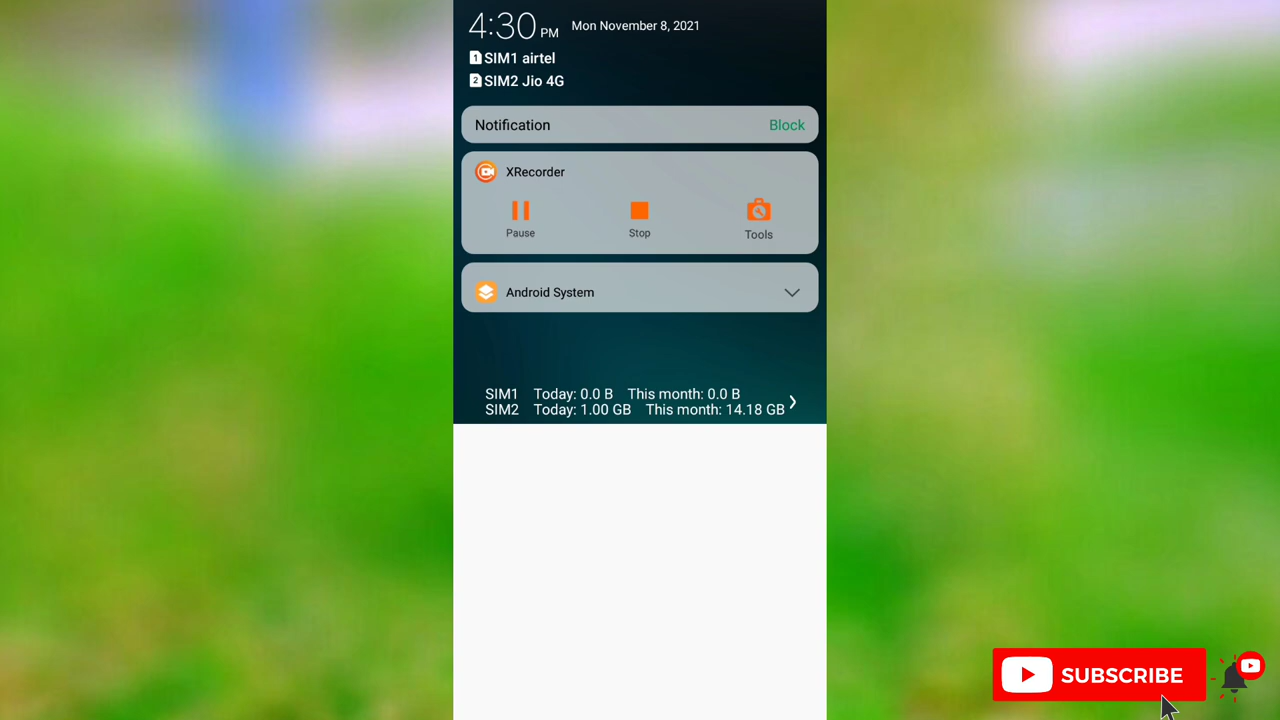 4:30 PM Mon November 8, 2021
1 SIM1 airtel
2 SIM2 Jio 4G
Notification Block
XRecorder
Pause Stop Tools
Android System
SIM1 Today: 0.0 B This month: 0.0 B
SIM2 Today: 1.00 GB This month: 14.18 GB
SUBSCRIBE